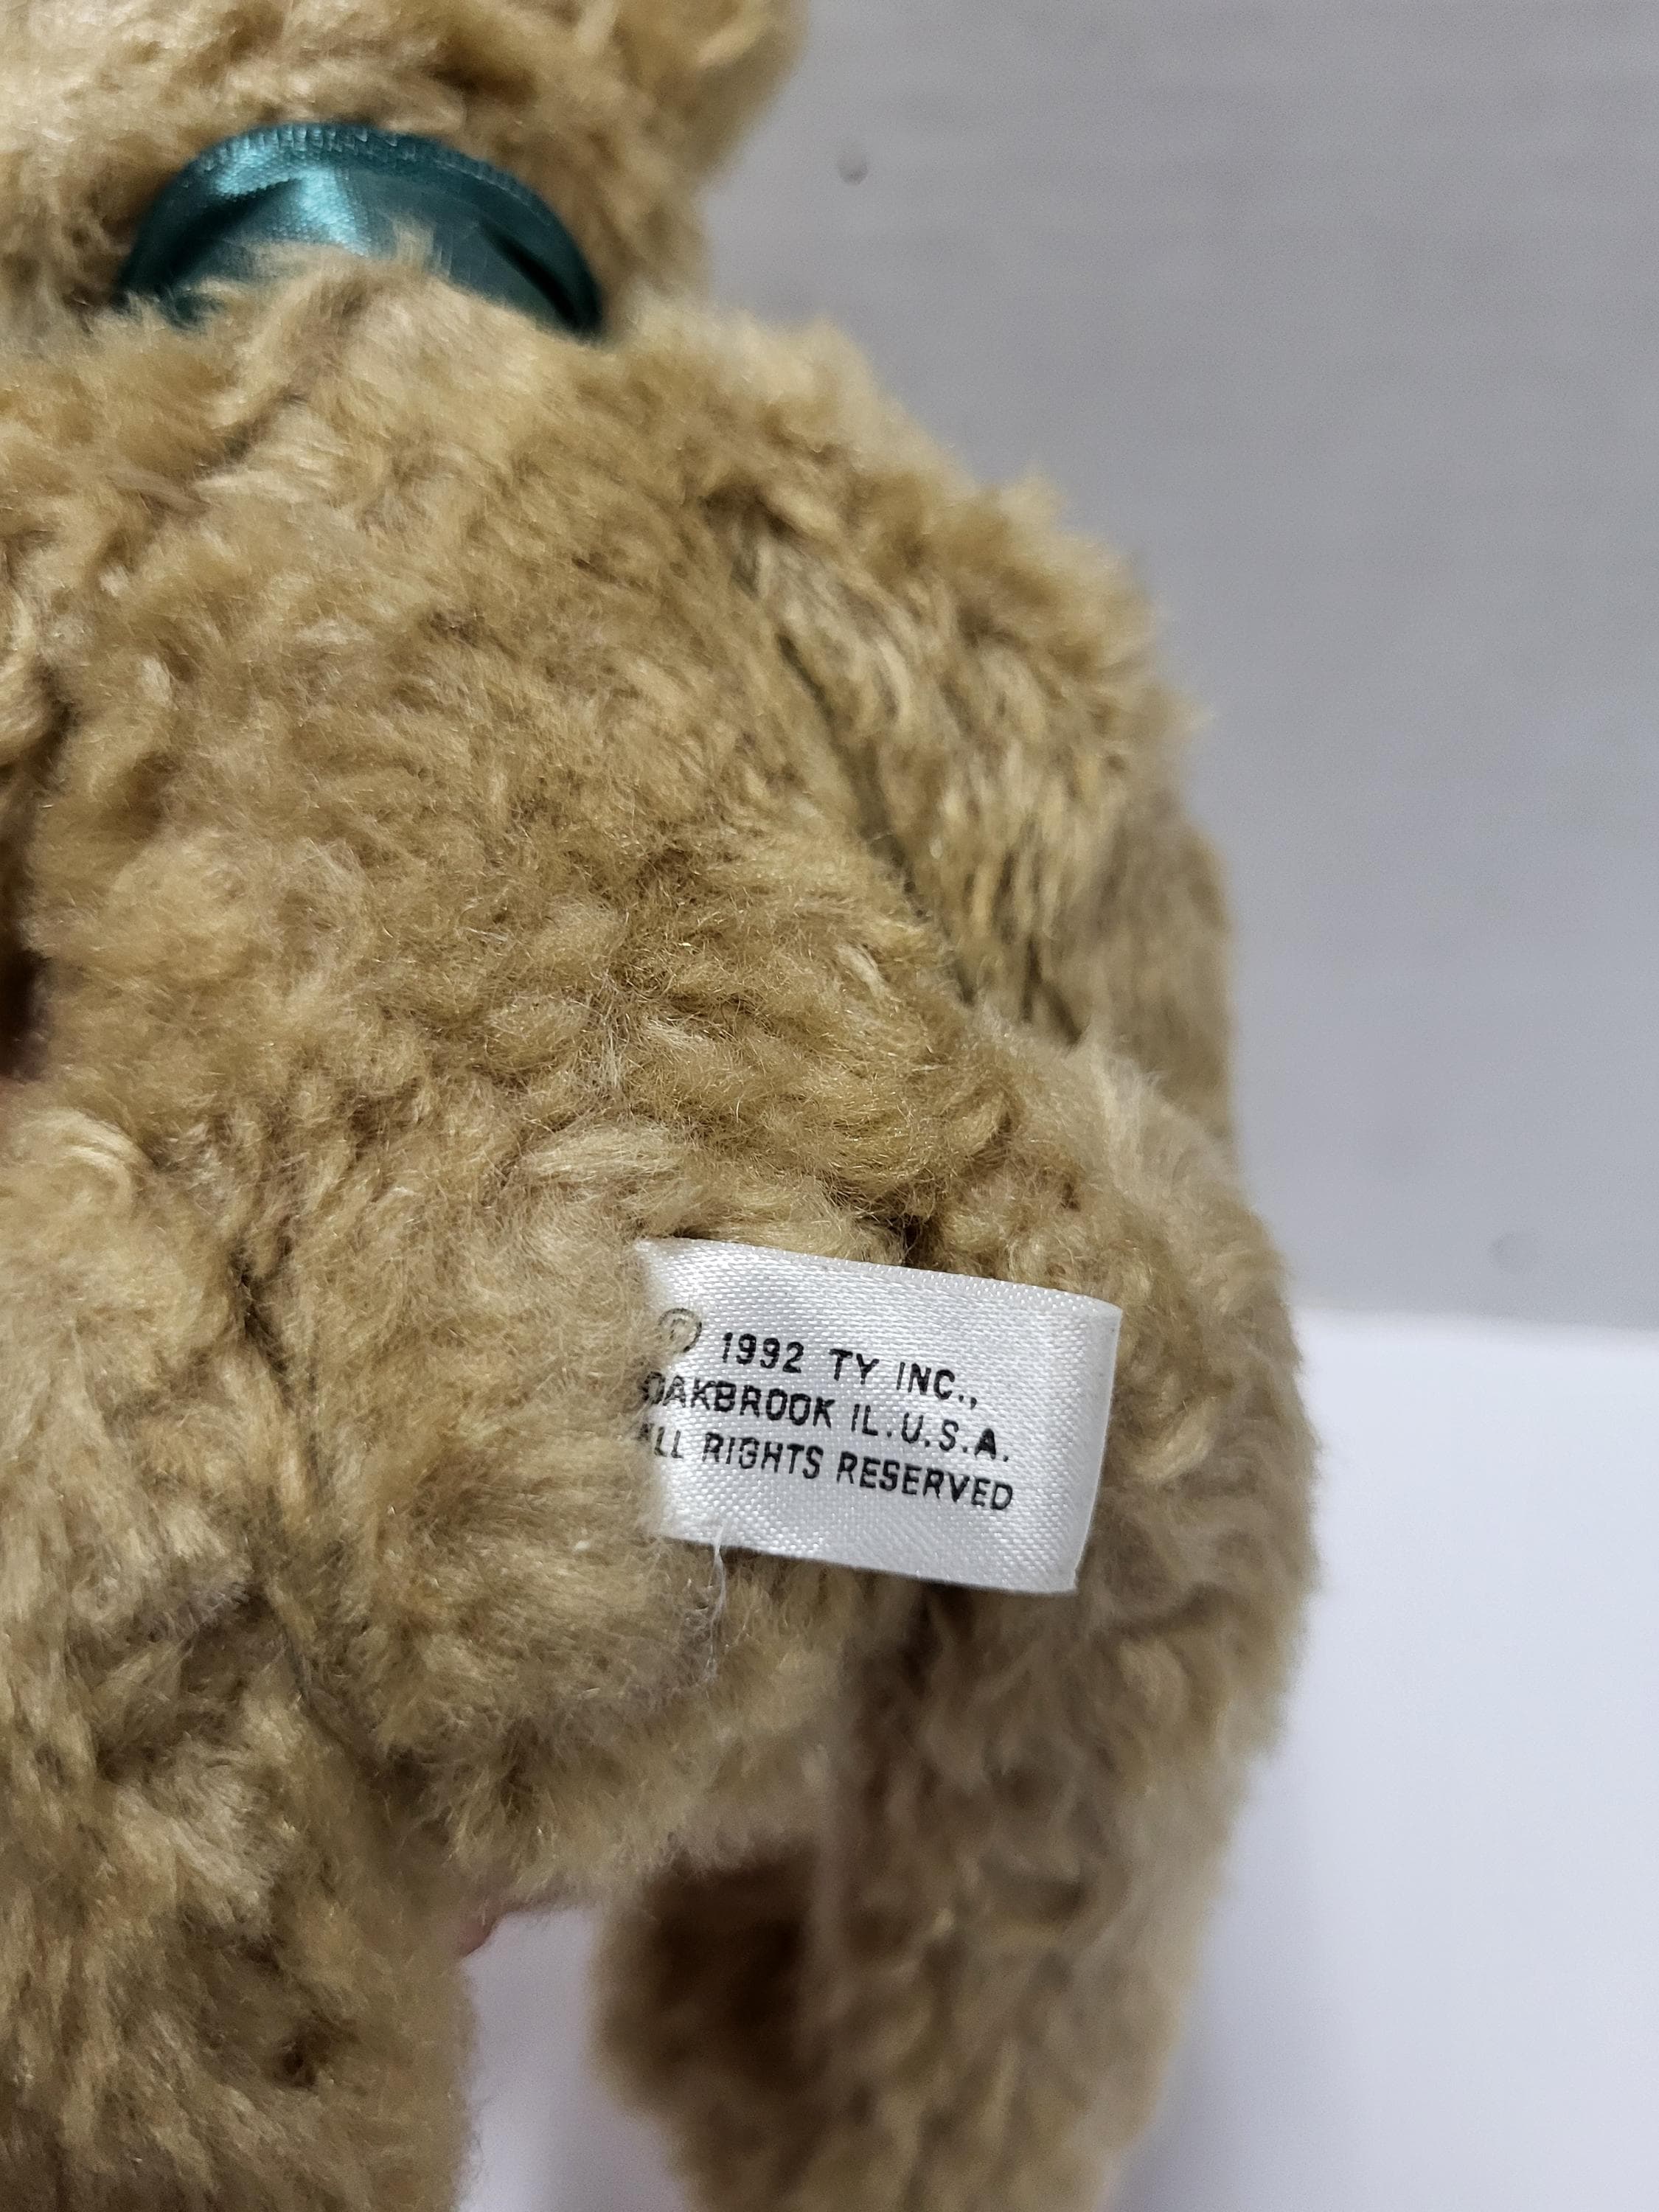 © 1992 TY INC.,
OAKBROOK IL.U.S.A.
ALL RIGHTS RESERVED